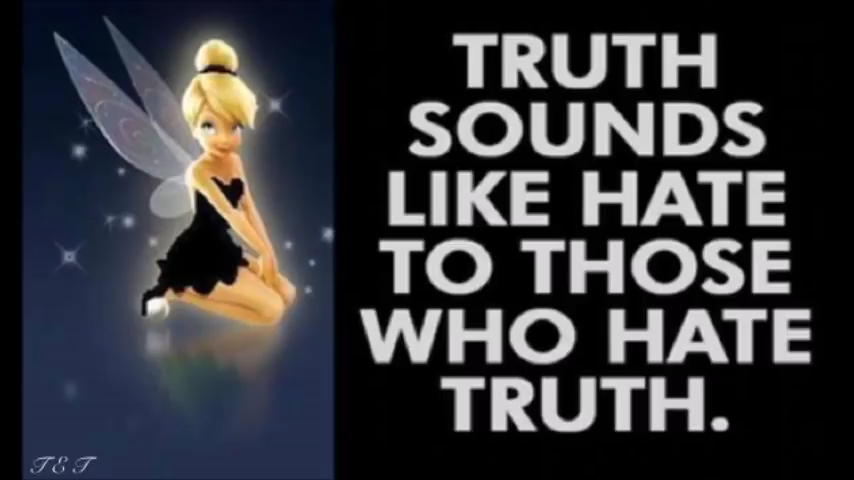 TRUTH
SOUNDS
LIKE HATE
TO THOSE
WHO HATE
TRUTH.
T&T